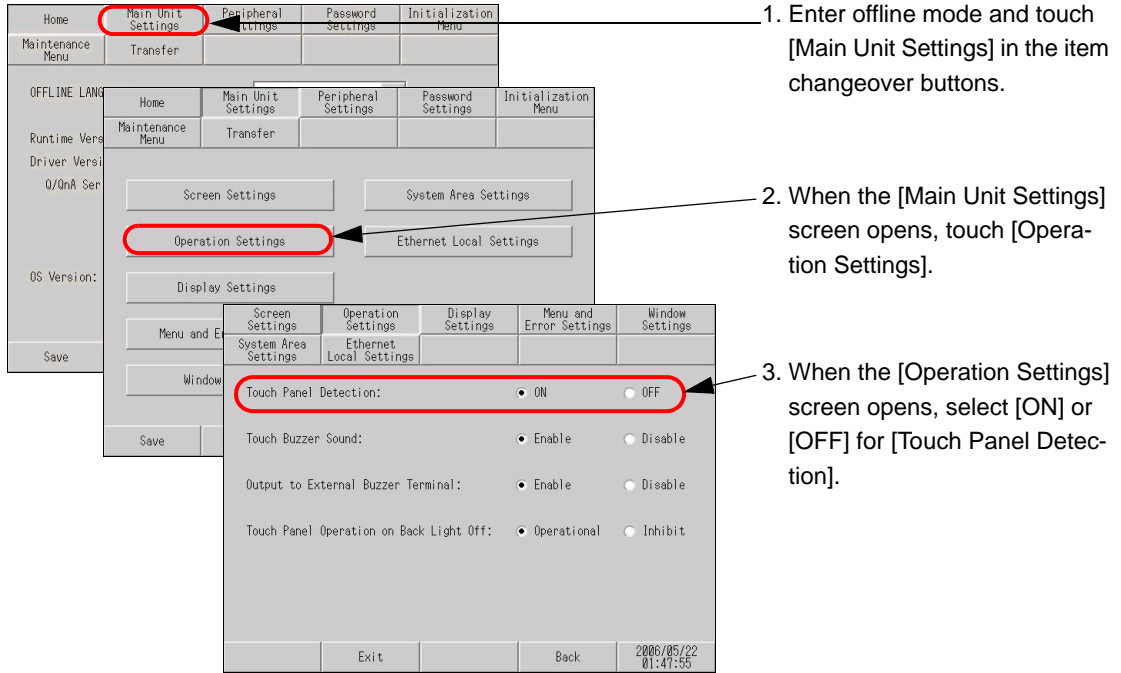 Home
Main Unit
Settings
Peripheral
Settings
Password
Settings
Initialization
Menu
Maintenance
Menu
Transfer
OFFLINE LANG
Runtime Vers
Driver Versi
Q/QnA Ser
OS Version:
Save
Home
Main Unit
Settings
Peripheral
Settings
Password
Settings
Initialization
Menu
Maintenance
Menu
Transfer
Screen Settings
System Area Settings
Operation Settings
Ethernet Local Settings
Display Settings
Menu and E
Window
Save
Screen
Settings
Operation
Settings
Display
Settings
Menu and
Error Settings
Window
Settings
System Area
Settings
Ethernet
Local Settings
Touch Panel Detection: ON OFF
Touch Buzzer Sound: Enable Disable
Output to External Buzzer Terminal: Enable Disable
Touch Panel Operation on Back Light Off: Operational Inhibit
Exit
Back
2006/05/22
01:47:55
1. Enter offline mode and touch
[Main Unit Settings] in the item
changeover buttons.
2. When the [Main Unit Settings]
screen opens, touch [Opera-
tion Settings].
3. When the [Operation Settings]
screen opens, select [ON] or
[OFF] for [Touch Panel Detec-
tion].